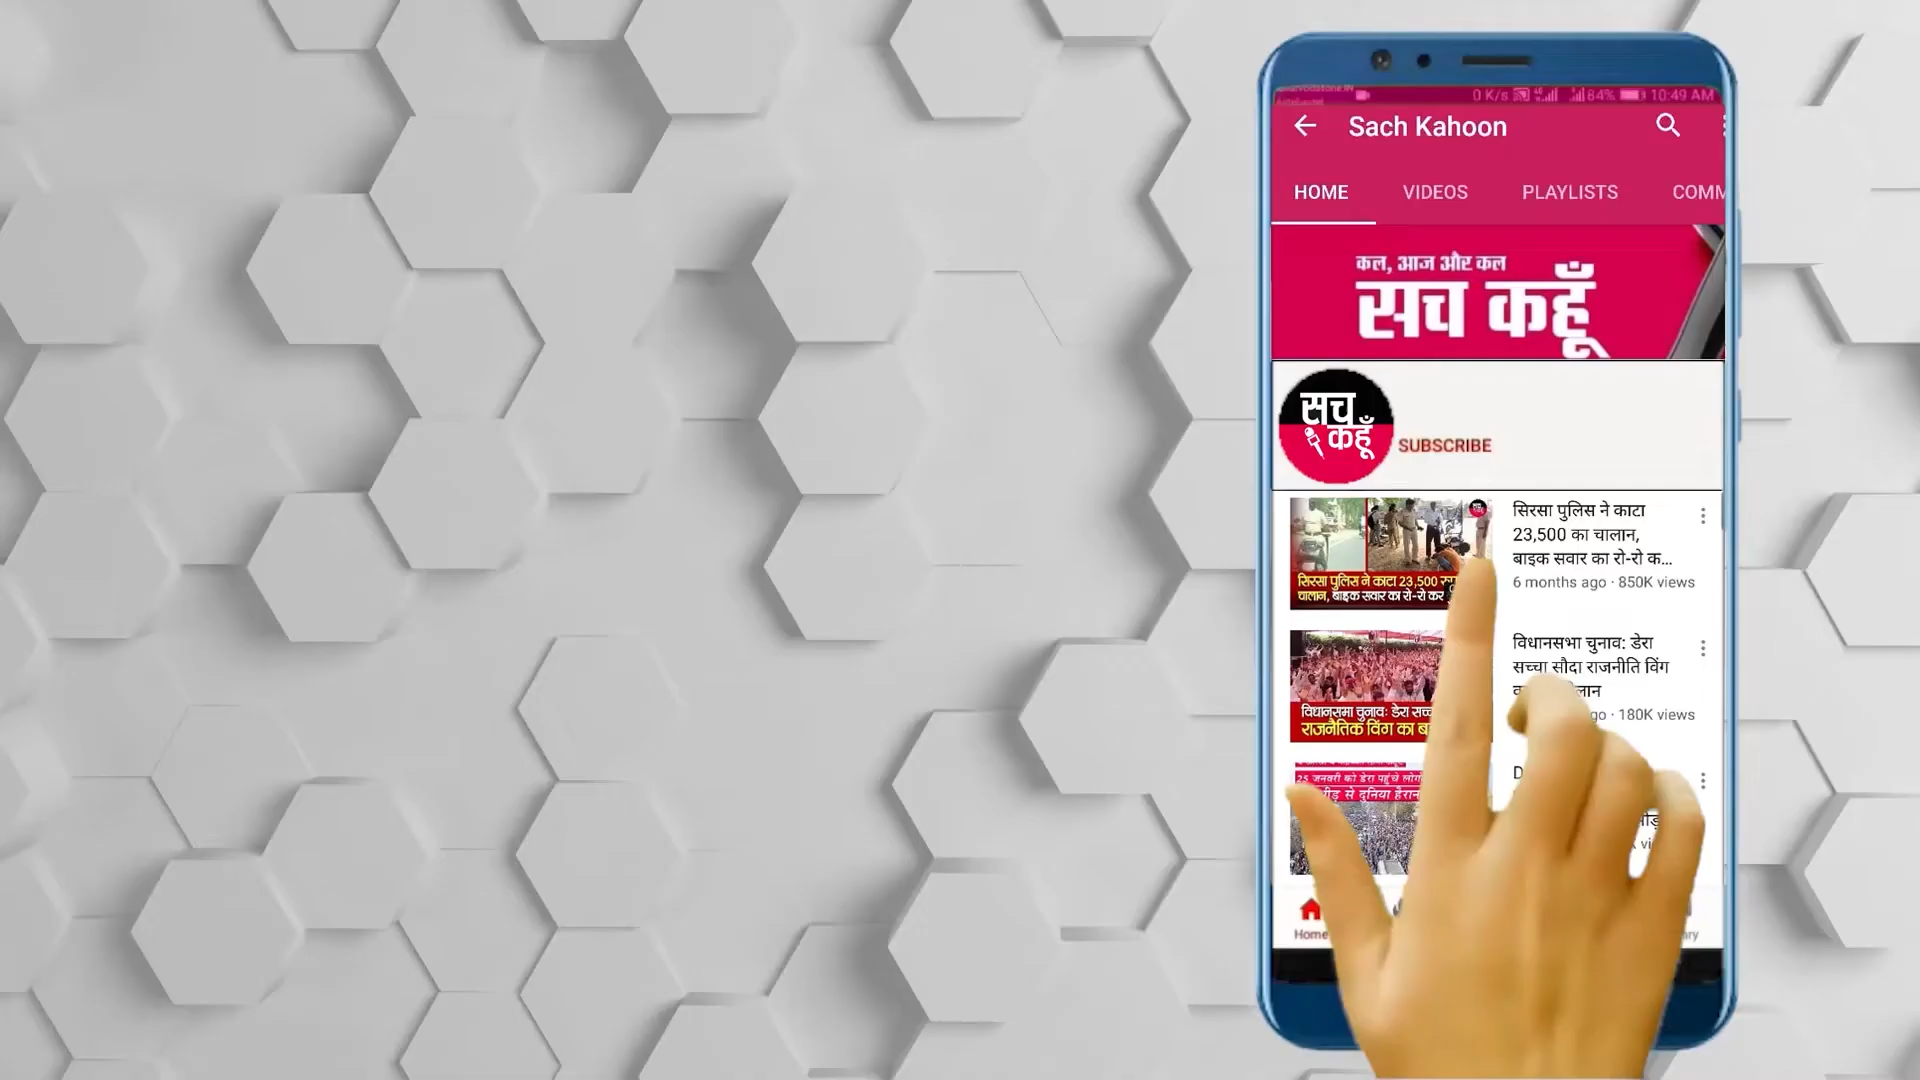 0 K/s 84% 10:49 AM
Sach Kahoon
HOME VIDEOS PLAYLISTS COMM
कल, आज और कल
सच कहूँ
सच
कहूँ
SUBSCRIBE
सिरसा पुलिस ने काटा 23,500
चालान, बाइक सवार का रो-रो कर
सिरसा पुलिस ने काटा
23,500 का चालान,
बाइक सवार का रो-रो क...
6 months ago · 850K views
विधानसभा चुनाव: डेरा
राजनैतिक विंग का
विधानसभा चुनाव: डेरा
सच्चा सौदा राजनीति विंग
go · 180K views
25 जनवरी को डेरा पहुंचे
से दुनिया हैरान
Home